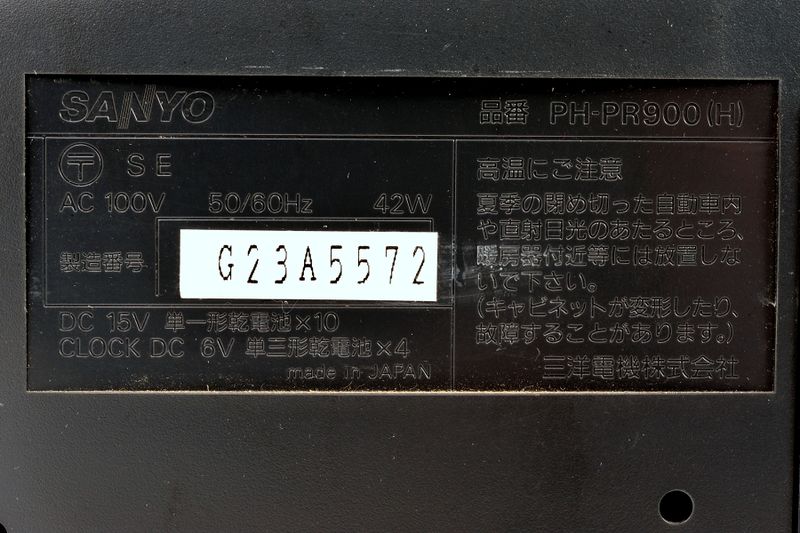 SANYO
品番 PH-PR900(H)
〒 SE
AC 100V 50/60Hz 42W
製造番号 G23A5572
DC 15V 単一形乾電池×10
CLOCK DC 6V 単三形乾電池×4
made in JAPAN
高温にご注意
夏季の閉め切った自動車内
や直射日光のあたるところ、
暖房器付近等には放置しな
いで下さい。
(キャビネットが変形したり、
故障することがあります。)
三洋電機株式会社